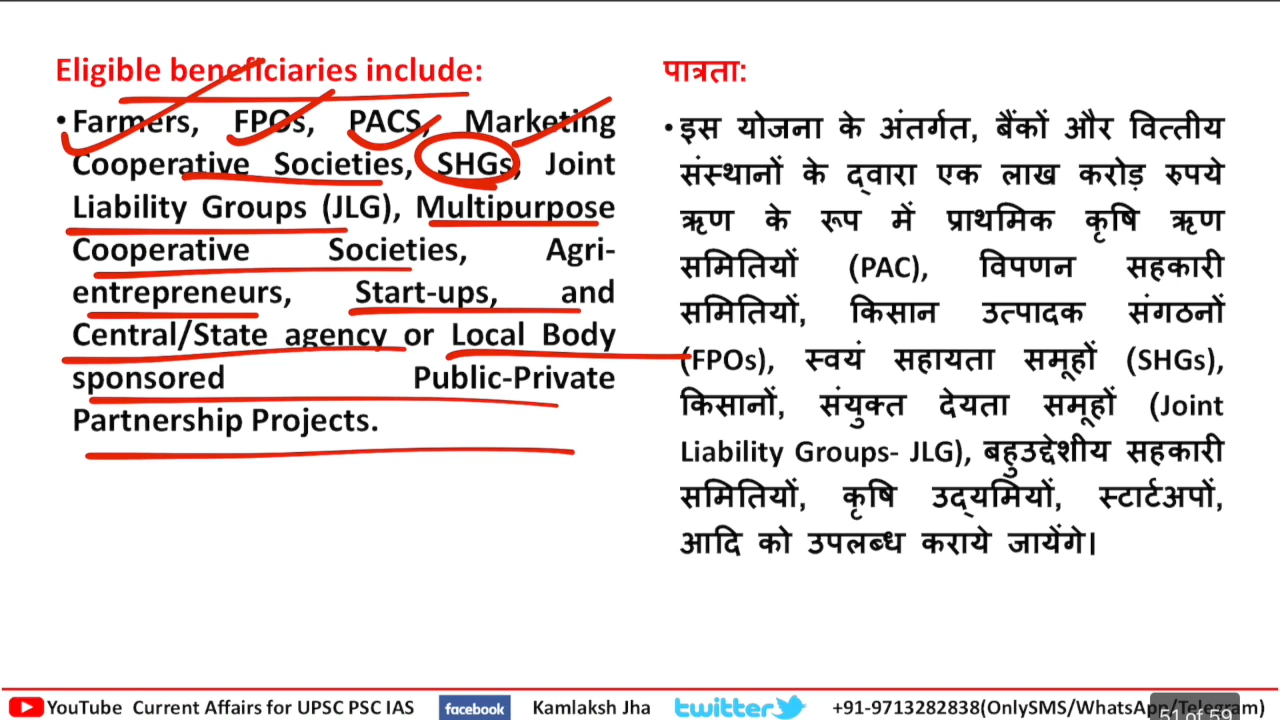 Eligible beneficiaries include:
•Farmers, FPOs, PACS, Marketing
Cooperative Societies, SHGs, Joint
Liability Groups (JLG), Multipurpose
Cooperative Societies, Agri-
entrepreneurs, Start-ups, and
Central/State agency or Local Body
sponsored Public-Private
Partnership Projects.
पात्रता:
•इस योजना के अंतर्गत, बैंकों और वित्तीय
संस्थानों के द्वारा एक लाख करोड़ रुपये
ऋण के रूप में प्राथमिक कृषि ऋण
समितियों (PAC), विपणन सहकारी
समितियों, किसान उत्पादक संगठनों
(FPOs), स्वयं सहायता समूहों (SHGs),
किसानों, संयुक्त देयता समूहों (Joint
Liability Groups- JLG), बहुउद्देशीय सहकारी
समितियों, कृषि उद्यमियों, स्टार्टअपों,
आदि को उपलब्ध कराये जायेंगे।
YouTube Current Affairs for UPSC PSC IAS facebook Kamlaksh Jha twitter +91-9713282838(OnlySMS/WhatsApp/Telegram)
51 of 59